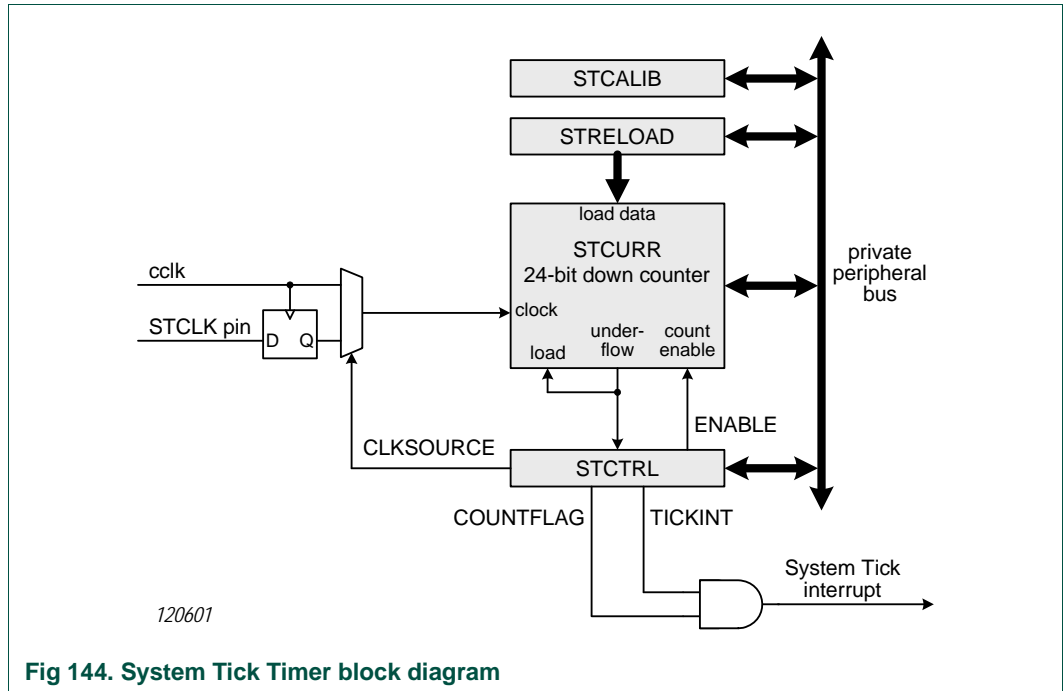 STCALIB
STRELOAD
load data
STCURR
24-bit down counter
private
peripheral
bus
cclk
clock
STCLK pin
D Q
under-
flow
count
enable
load
ENABLE
CLKSOURCE
STCTRL
COUNTFLAG
TICKINT
System Tick
interrupt
120601
Fig 144. System Tick Timer block diagram